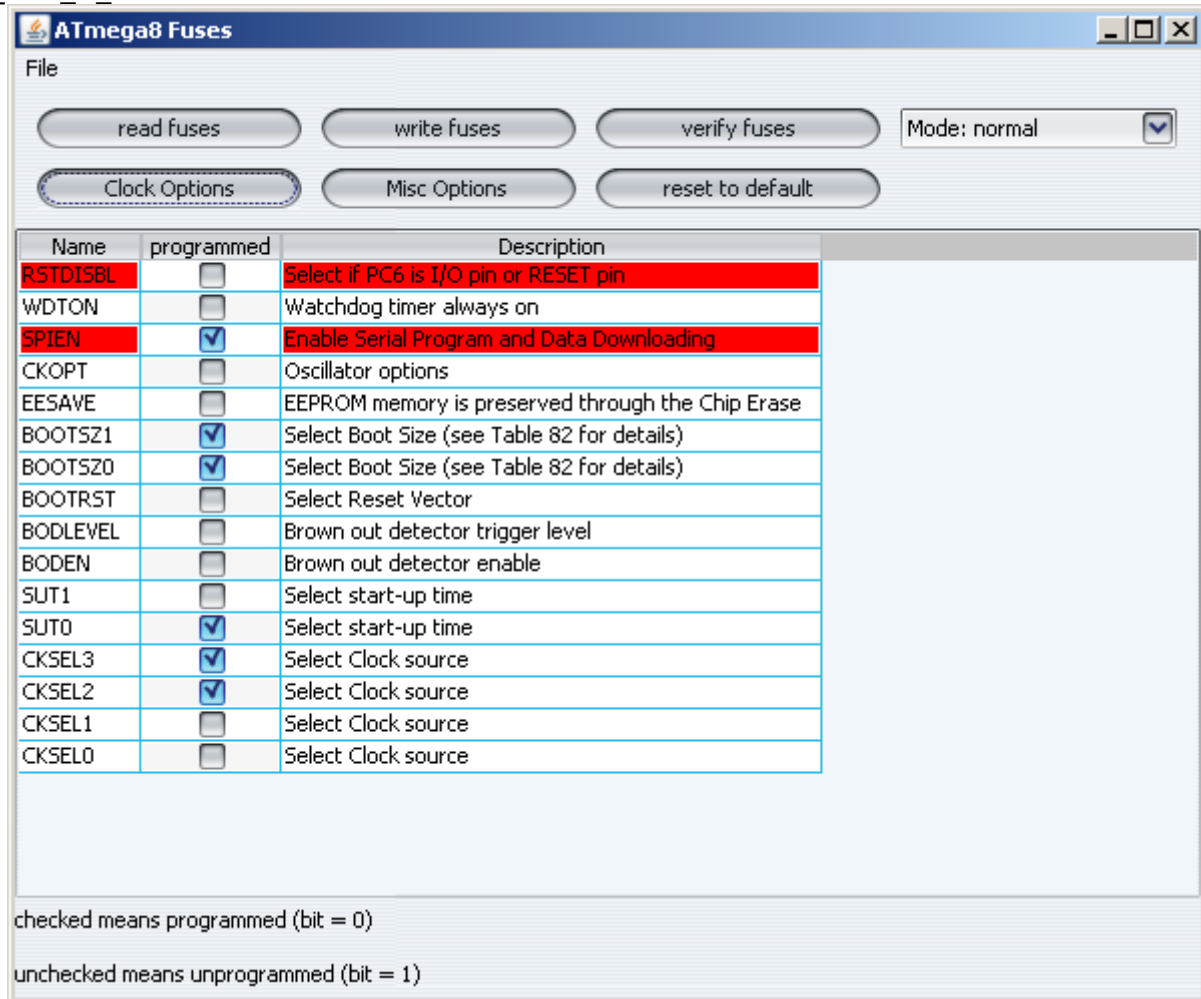 ATmega8 Fuses
File
read fuses write fuses verify fuses Mode: normal
Clock Options Misc Options reset to default
Name programmed Description
RSTDISBL Select if PC6 is I/O pin or RESET pin
WDTON Watchdog timer always on
SPIEN Enable Serial Program and Data Downloading
CKOPT Oscillator options
EESAVE EEPROM memory is preserved through the Chip Erase
BOOTSZ1 Select Boot Size (see Table 82 for details)
BOOTSZ0 Select Boot Size (see Table 82 for details)
BOOTRST Select Reset Vector
BODLEVEL Brown out detector trigger level
BODEN Brown out detector enable
SUT1 Select start-up time
SUT0 Select start-up time
CKSEL3 Select Clock source
CKSEL2 Select Clock source
CKSEL1 Select Clock source
CKSEL0 Select Clock source
checked means programmed (bit = 0)
unchecked means unprogrammed (bit = 1)